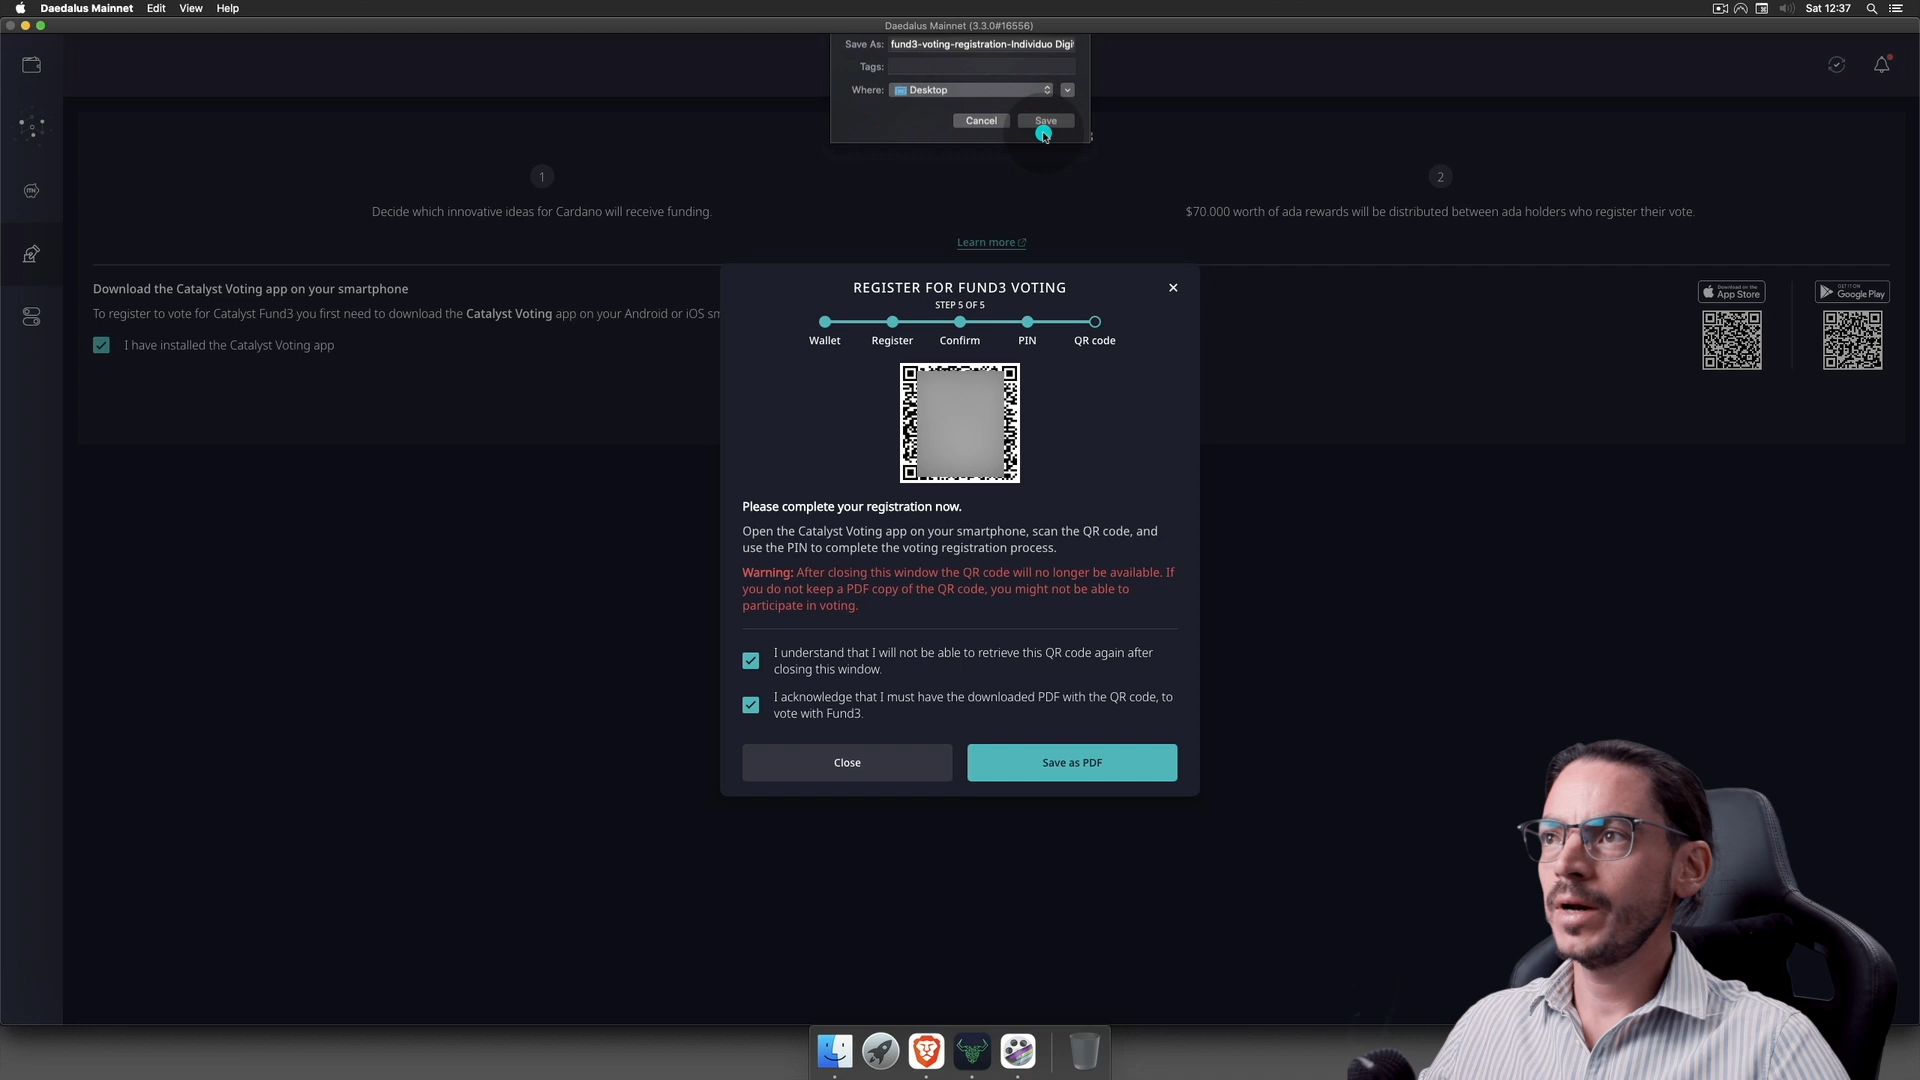 Daedalus Mainnet Edit View Help
Sat 12:37
Daedalus Mainnet (3.3.0#16556)
Save As: fund3-voting-registration-Individuo Digi
Tags:
Where: Desktop
Cancel Save
1
2
Decide which innovative ideas for Cardano will receive funding.
$70.000 worth of ada rewards will be distributed between ada holders who register their vote.
Learn more
Download the Catalyst Voting app on your smartphone
To register to vote for Catalyst Fund3 you first need to download the Catalyst Voting app on your Android or iOS sm
I have installed the Catalyst Voting app
Download on the
App Store
GET IT ON
Google Play
REGISTER FOR FUND3 VOTING
STEP 5 OF 5
Wallet Register Confirm PIN QR code
Please complete your registration now.
Open the Catalyst Voting app on your smartphone, scan the QR code, and
use the PIN to complete the voting registration process.
Warning: After closing this window the QR code will no longer be available. If
you do not keep a PDF copy of the QR code, you might not be able to
participate in voting.
I understand that I will not be able to retrieve this QR code again after
closing this window.
I acknowledge that I must have the downloaded PDF with the QR code, to
vote with Fund3.
Close
Save as PDF